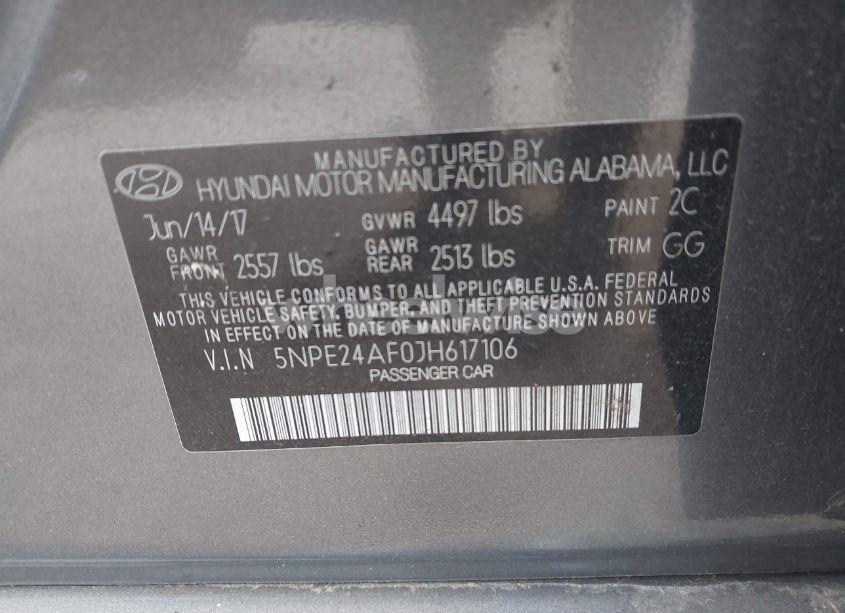 MANUFACTURED BY
HYUNDAI MOTOR MANUFACTURING ALABAMA, LLC
Jun/14/17 GVWR 4497 lbs PAINT 2C
GAWR FRONT 2557 lbs GAWR REAR 2513 lbs TRIM GG
THIS VEHICLE CONFORMS TO ALL APPLICABLE U.S.A. FEDERAL
MOTOR VEHICLE SAFETY, BUMPER, AND THEFT PREVENTION STANDARDS
IN EFFECT ON THE DATE OF MANUFACTURE SHOWN ABOVE
V.I.N 5NPE24AF0JH617106
PASSENGER CAR